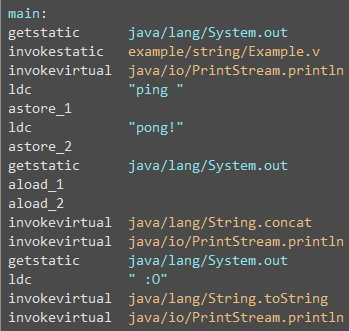 main:
getstatic java/lang/System.out
invokestatic example/string/Example.v
invokevirtual java/io/PrintStream.println
ldc "ping "
astore_1
ldc "pong!"
astore_2
getstatic java/lang/System.out
aload_1
aload_2
invokevirtual java/lang/String.concat
invokevirtual java/io/PrintStream.println
getstatic java/lang/System.out
ldc " :O"
invokevirtual java/lang/String.toString
invokevirtual java/io/PrintStream.println